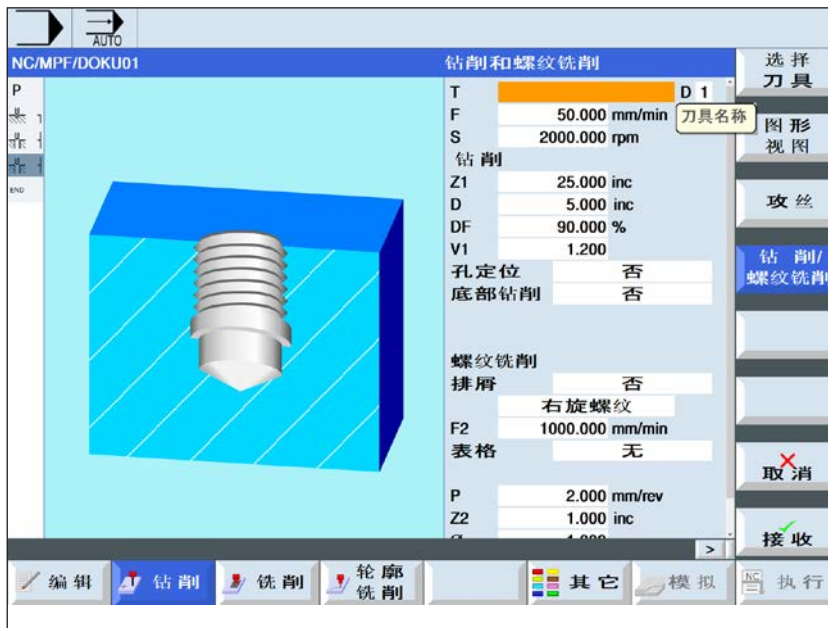 AUTO
NC/MPF/DOKU01
钻削和螺纹铣削
P
END
T D 1
刀具名称
F 50.000 mm/min
S 2000.000 rpm
钻削
Z1 25.000 inc
D 5.000 inc
DF 90.000 %
V1 1.200
孔定位 否
底部钻削 否
螺纹铣削
排屑 否
右旋螺纹
F2 1000.000 mm/min
表格 无
P 2.000 mm/rev
Z2 1.000 inc
>
选择
刀具
图形
视图
攻丝
钻削/
螺纹铣削
取消
接收
编辑
钻削
铣削
轮廓
铣削
其它
模拟
NC
执行